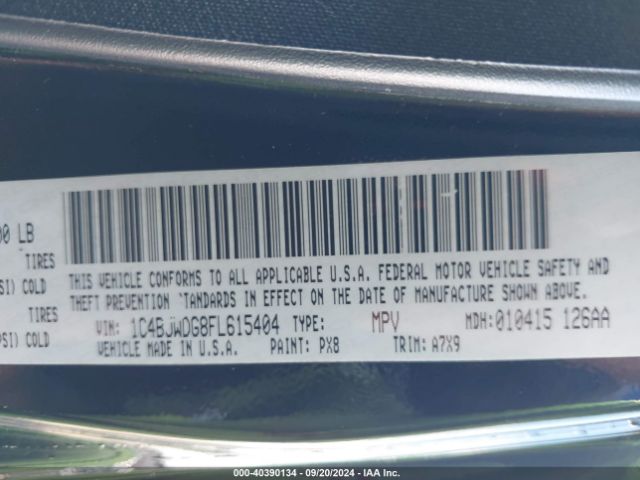 00 LB
TIRES
SI) COLD
TIRES
PSI) COLD
THIS VEHICLE CONFORMS TO ALL APPLICABLE U.S.A. FEDERAL MOTOR VEHICLE SAFETY AND
THEFT PREVENTION 'TANDARDS IN EFFECT ON THE DATE OF MANUFACTURE SHOWN ABOVE.
VIN: 1C4BJWDG8FL615404 TYPE: MPV MDH:010415 126AA
VEHICLE MADE IN U.S.A. PAINT: PX8 TRIM: A7X9
000-40390134 - 09/20/2024 - IAA Inc.